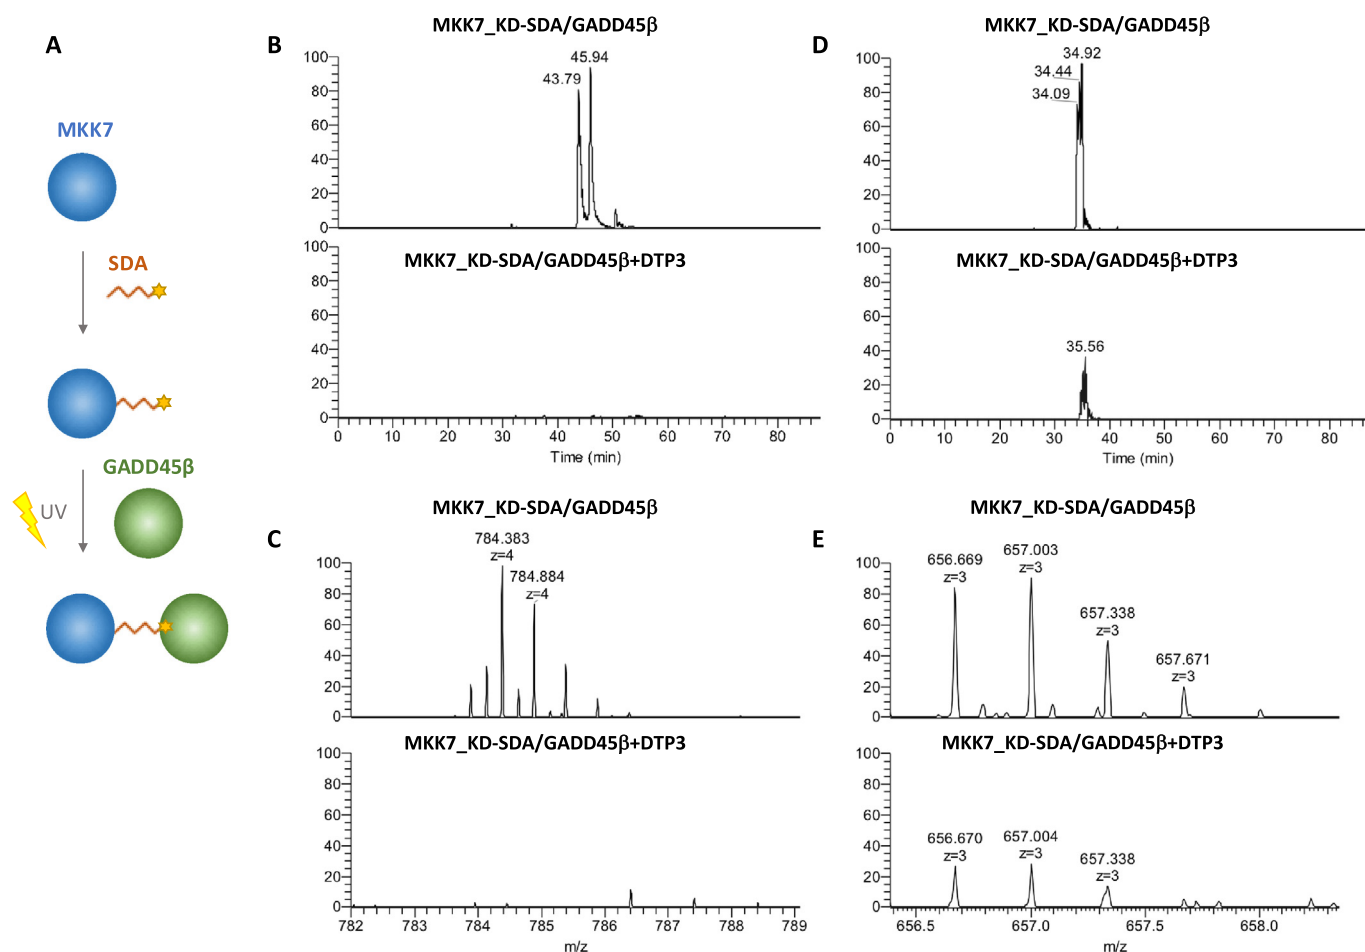 A
MKK7
SDA
GADD45β
UV
B
MKK7_KD-SDA/GADD45β
100
80
60
40
20
0
43.79
45.94
MKK7_KD-SDA/GADD45β+DTP3
100
80
60
40
20
0
0 10 20 30 40 50 60 70 80
Time (min)
D
MKK7_KD-SDA/GADD45β
100
80
60
40
20
0
34.92
34.44
34.09
MKK7_KD-SDA/GADD45β+DTP3
100
80
60
40
20
0
35.56
0 10 20 30 40 50 60 70 80
Time (min)
C
MKK7_KD-SDA/GADD45β
100
80
60
40
20
0
784.383
z=4
784.884
z=4
MKK7_KD-SDA/GADD45β+DTP3
100
80
60
40
20
0
782 783 784 785 786 787 788 789
m/z
E
MKK7_KD-SDA/GADD45β
100
80
60
40
20
0
656.669
z=3
657.003
z=3
657.338
z=3
657.671
z=3
MKK7_KD-SDA/GADD45β+DTP3
100
80
60
40
20
0
656.670
z=3
657.004
z=3
657.338
z=3
656.5 657.0 657.5 658.0
m/z